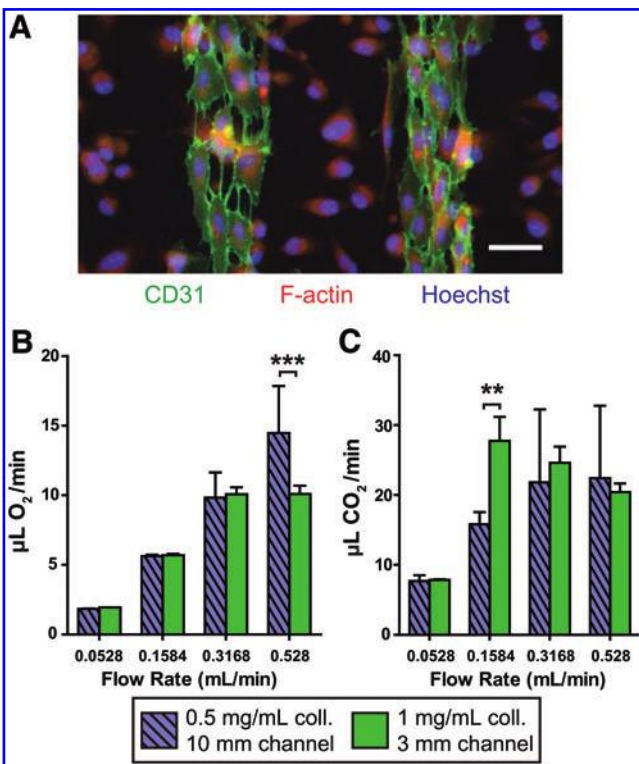 A
CD31 F-actin Hoechst
B
***
20
15
10
5
0
µL O2/min
0.0528 0.1584 0.3168 0.528
Flow Rate (mL/min)
C
**
40
30
20
10
0
µL CO2/min
0.0528 0.1584 0.3168 0.528
Flow Rate (mL/min)
0.5 mg/mL coll.
10 mm channel
1 mg/mL coll.
3 mm channel